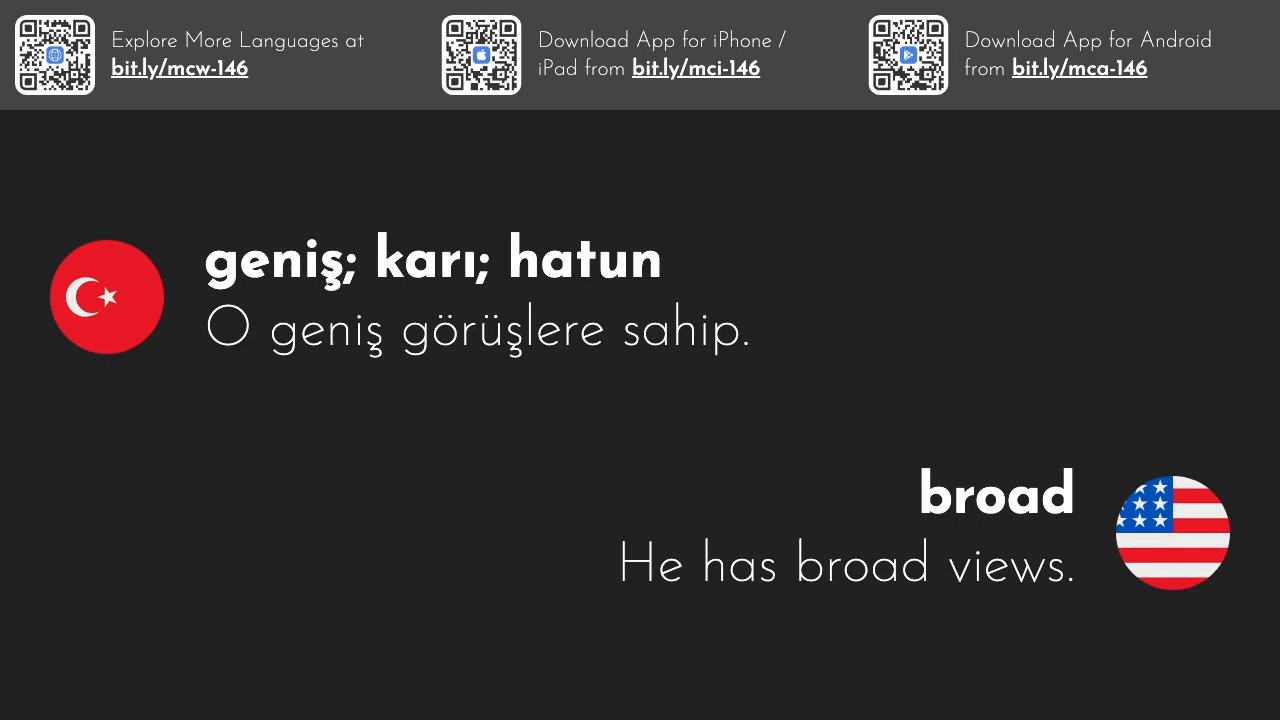 Explore More Languages at
bit.ly/mcw-146
Download App for iPhone /
iPad from bit.ly/mci-146
Download App for Android
from bit.ly/mca-146
geniş; karı; hatun
O geniş görüşlere sahip.
broad
He has broad views.